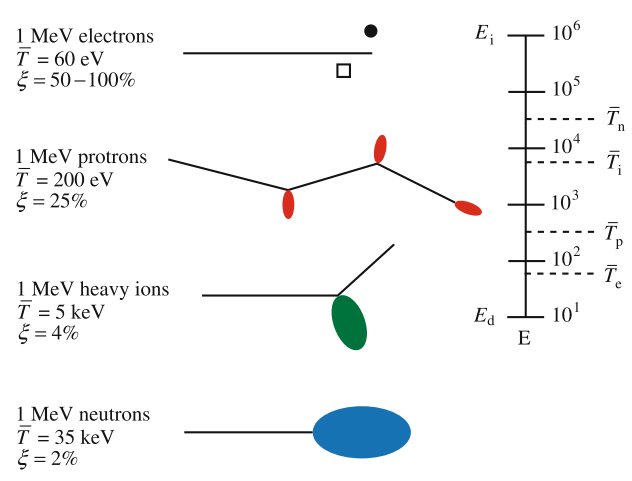 1 MeV electrons
T̄ = 60 eV
ξ = 50–100%
1 MeV protrons
T̄ = 200 eV
ξ = 25%
1 MeV heavy ions
T̄ = 5 keV
ξ = 4%
1 MeV neutrons
T̄ = 35 keV
ξ = 2%
Eᵢ 10⁶
10⁵
T̄ₙ
10⁴
T̄ᵢ
10³
T̄ₚ
10²
T̄ₑ
E_d 10¹
E